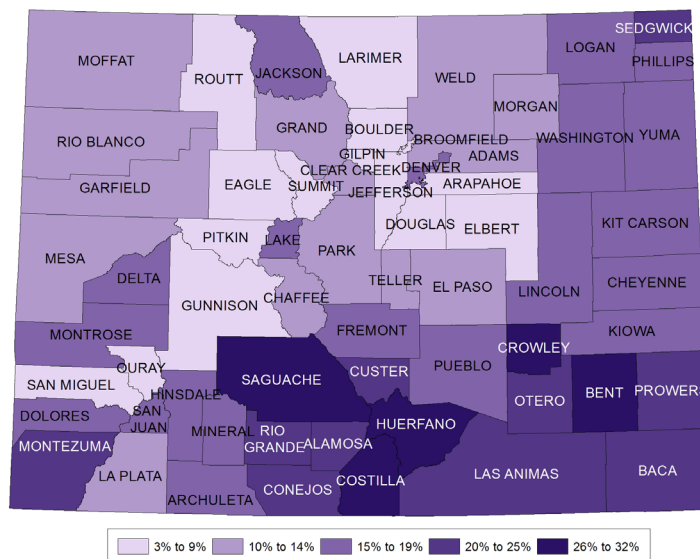 SEDGWICK
MOFFAT
ROUTT
JACKSON
LARIMER
WELD
LOGAN
PHILLIPS
MORGAN
RIO BLANCO
GRAND
BOULDER
BROOMFIELD
WASHINGTON
YUMA
GILPIN
ADAMS
GARFIELD
EAGLE
SUMMIT
CLEAR CREEK
DENVER
JEFFERSON
ARAPAHOE
PITKIN
LAKE
PARK
DOUGLAS
ELBERT
KIT CARSON
MESA
DELTA
GUNNISON
CHAFFEE
TELLER
EL PASO
LINCOLN
CHEYENNE
MONTROSE
FREMONT
KIOWA
CROWLEY
OURAY
SAN MIGUEL
SAGUACHE
CUSTER
PUEBLO
OTERO
BENT
PROWERS
HINSDALE
DOLORES
SAN
JUAN
MINERAL
RIO
GRANDE
ALAMOSA
HUERFANO
MONTEZUMA
LA PLATA
ARCHULETA
CONEJOS
COSTILLA
LAS ANIMAS
BACA
3% to 9%
10% to 14%
15% to 19%
20% to 25%
26% to 32%